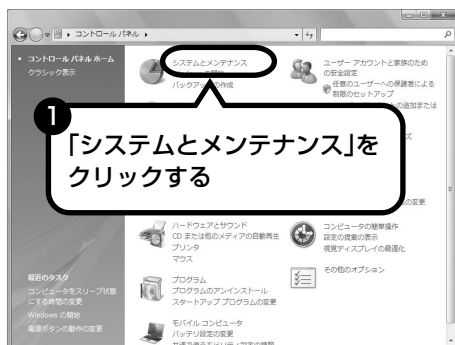 コントロール パネル
コントロール パネル ホーム
クラシック表示
システムとメンテナンス
バックアップの作成
ユーザー アカウントと家族のための安全設定
任意のユーザーへの保護者による
制限のセットアップ
の追加または
1
「システムとメンテナンス」を
クリックする
の変更
ハードウェアとサウンド
CD または他のメディアの自動再生
プリンタ
マウス
コンピュータの簡単操作
設定の提案の表示
視覚ディスプレイの最適化
プログラム
プログラムのアンインストール
スタートアップ プログラムの変更
その他のオプション
モバイル コンピュータ
バッテリ設定の変更
最近のタスク
コンピュータをスリープ状態
にする時間の変更
Windows の開始
電源ボタンの動作の変更